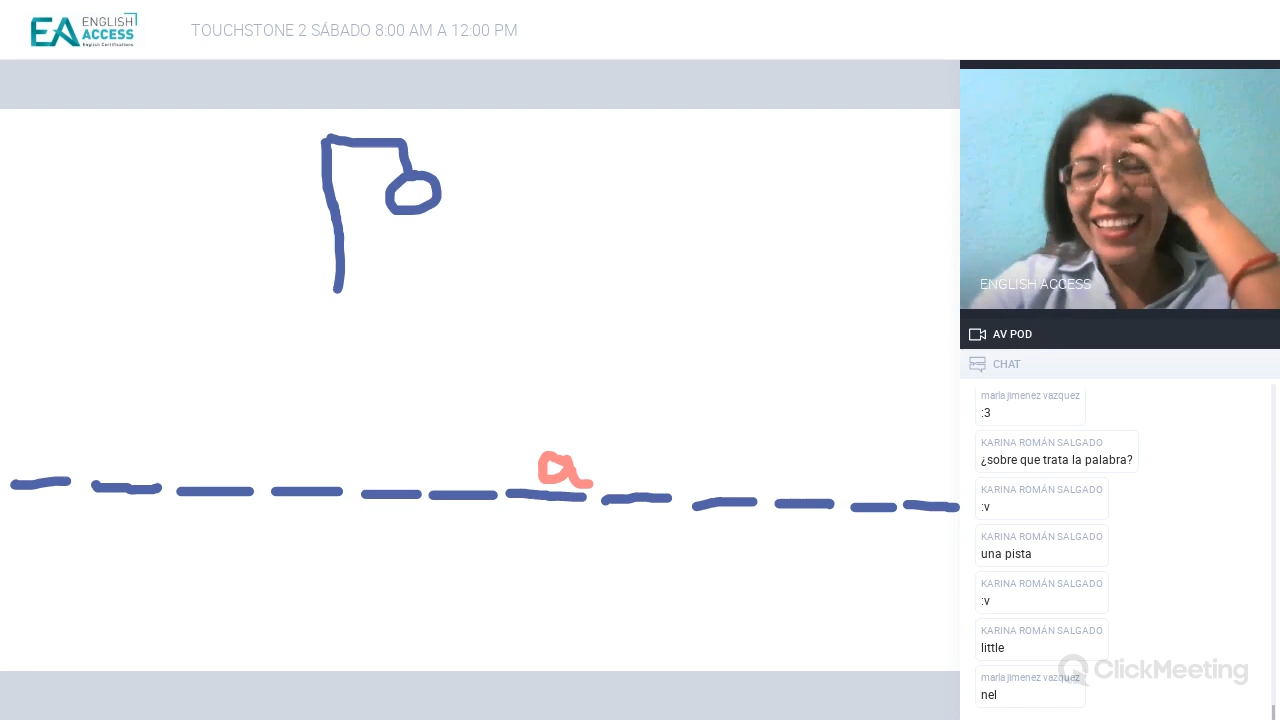 EA ENGLISH
ACCESS
English Certifications
TOUCHSTONE 2 SÁBADO 8:00 AM A 12:00 PM
a
ENGLISH ACCESS
AV POD
CHAT
maria jimenez vazquez
:3
KARINA ROMÁN SALGADO
¿sobre que trata la palabra?
KARINA ROMÁN SALGADO
:v
KARINA ROMÁN SALGADO
una pista
KARINA ROMÁN SALGADO
:v
KARINA ROMÁN SALGADO
little
maria jimenez vazquez
nel
ClickMeeting